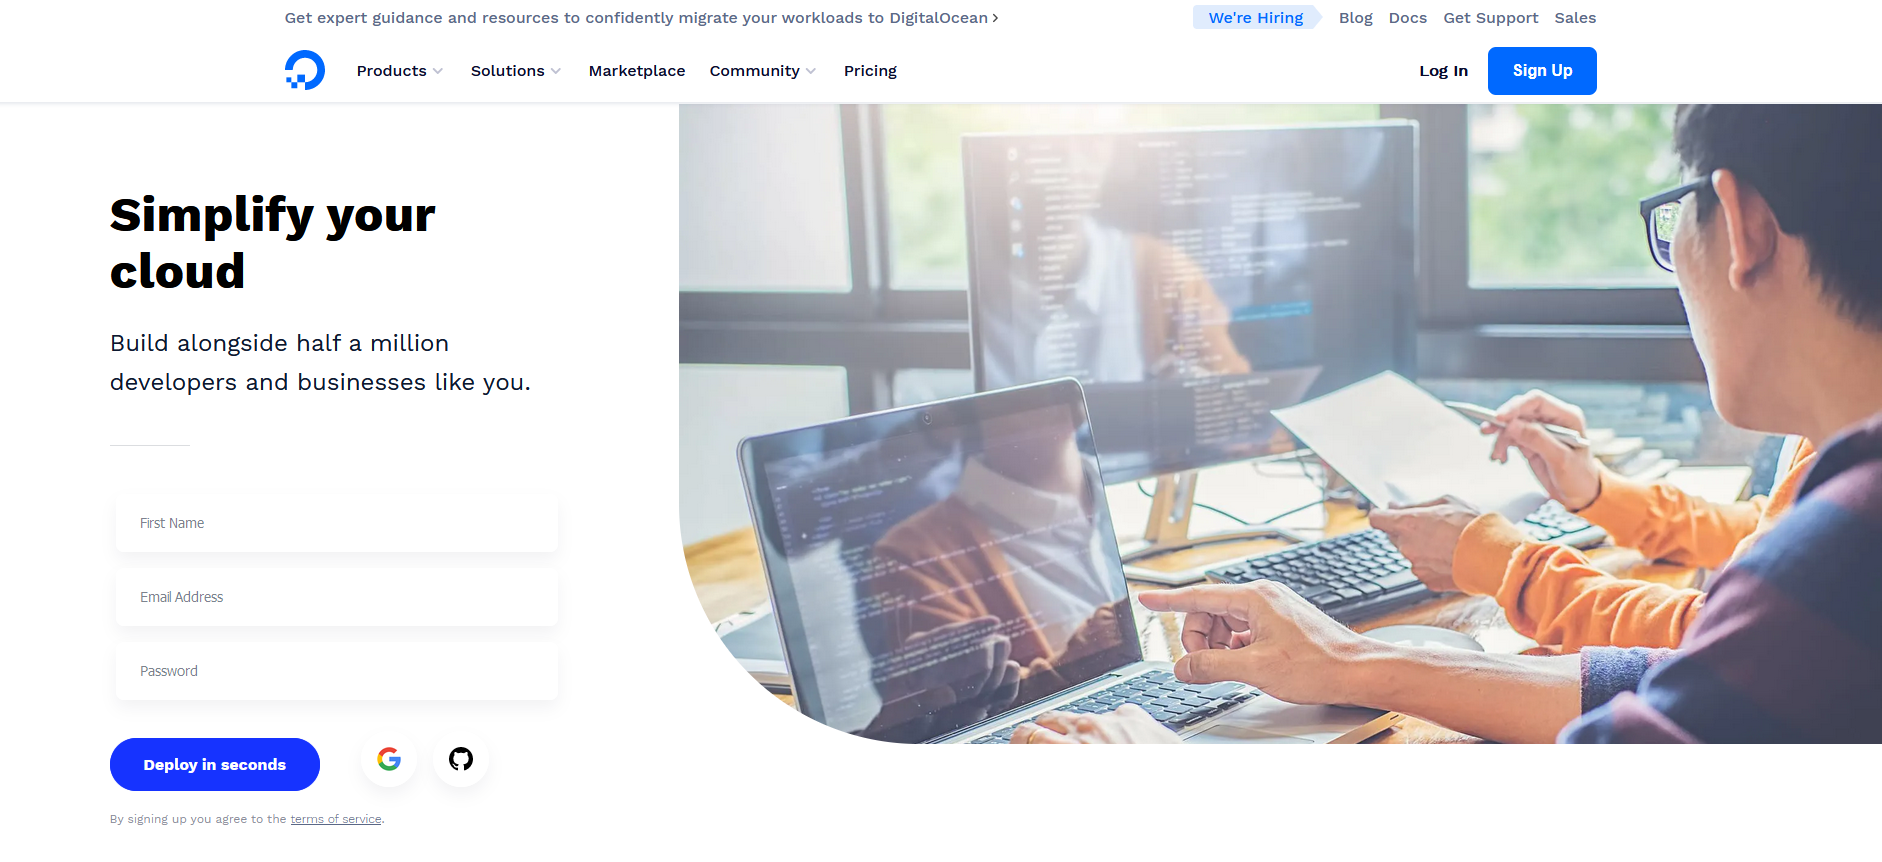 Get expert guidance and resources to confidently migrate your workloads to DigitalOcean
We're Hiring
Blog
Docs
Get Support
Sales
Products
Solutions
Marketplace
Community
Pricing
Log In
Sign Up
Simplify your
cloud
Build alongside half a million
developers and businesses like you.
First Name
Email Address
Password
Deploy in seconds
By signing up you agree to the terms of service.